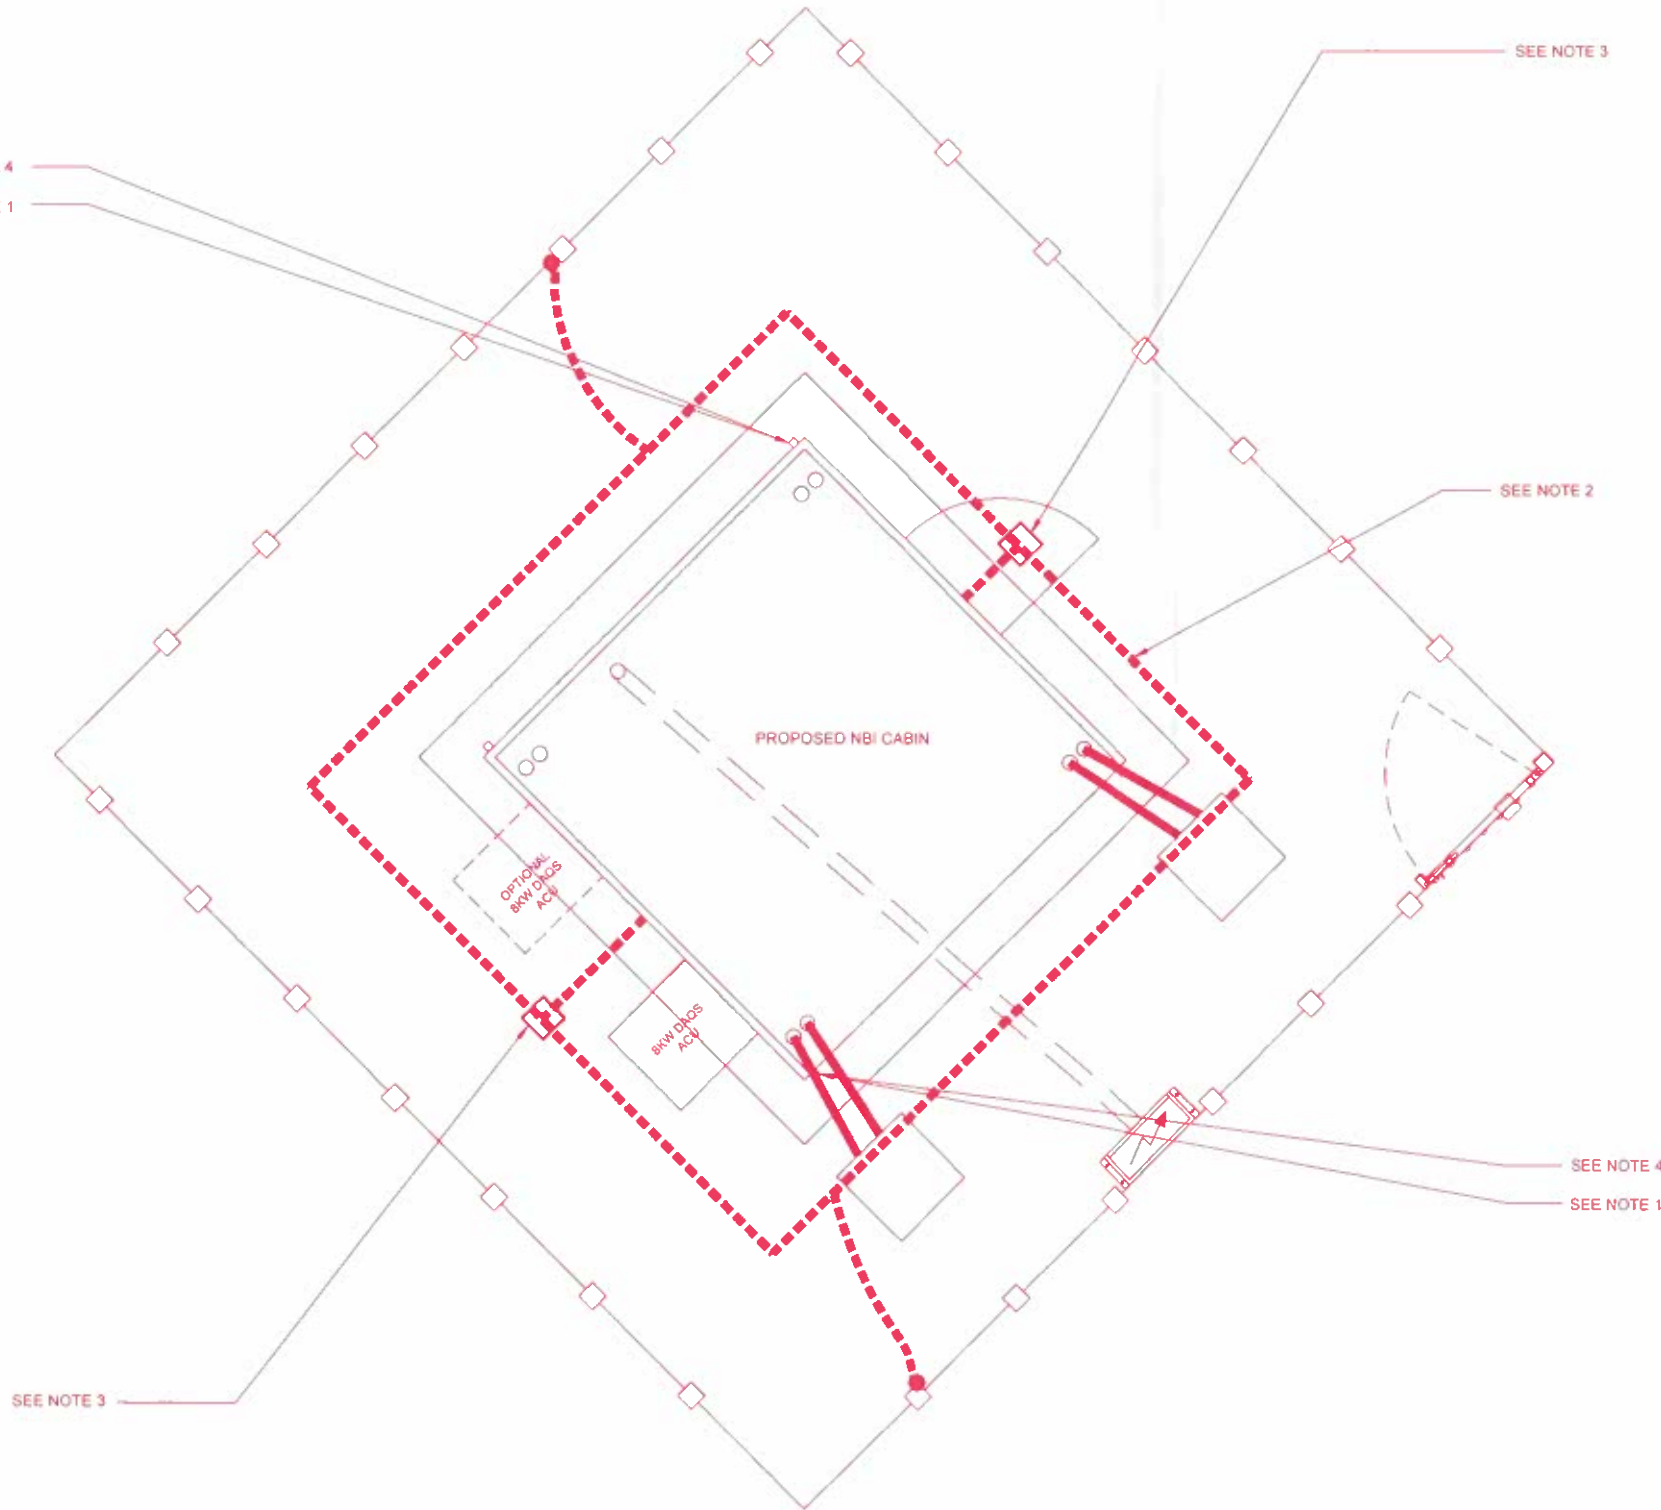 SEE NOTE 3
4
1
SEE NOTE 2
PROPOSED NBI CABIN
OPTIONAL
8KW DAQS
ACU
8KW DAQS
ACU
SEE NOTE 4
SEE NOTE 1
SEE NOTE 3